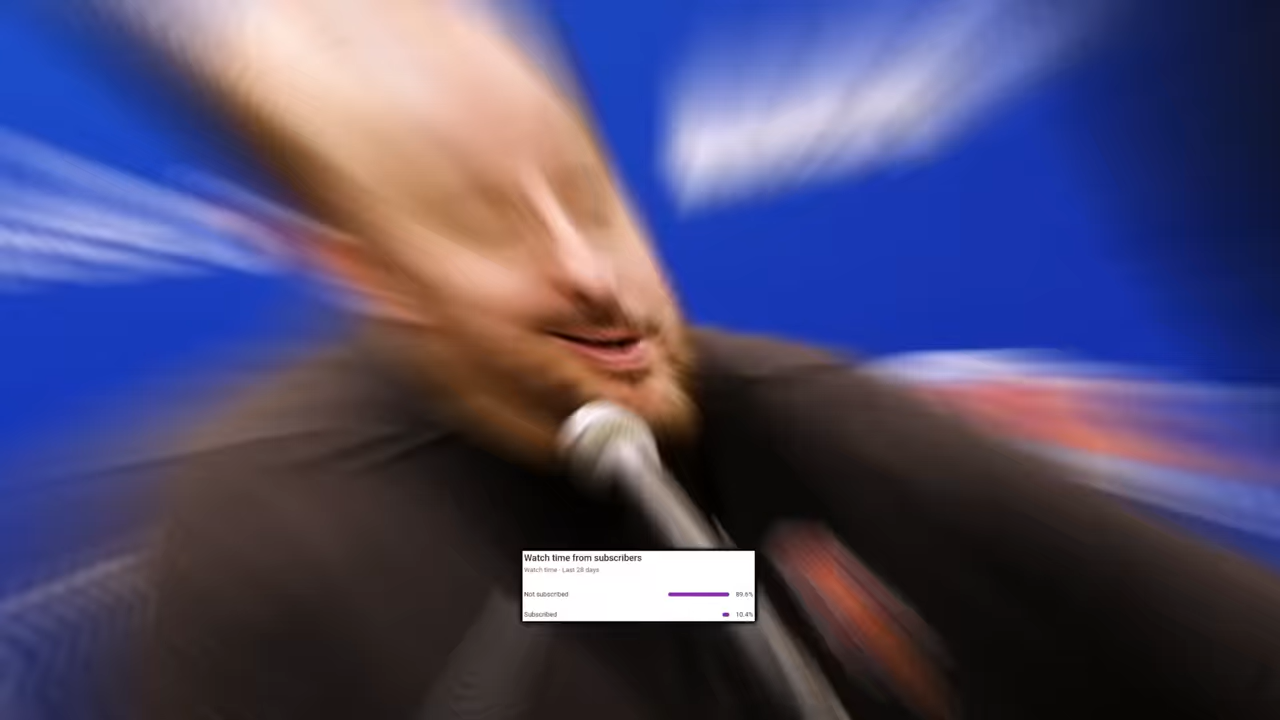 Watch time from subscribers
Watch time · Last 28 days
Not subscribed 89.6%
Subscribed 10.4%